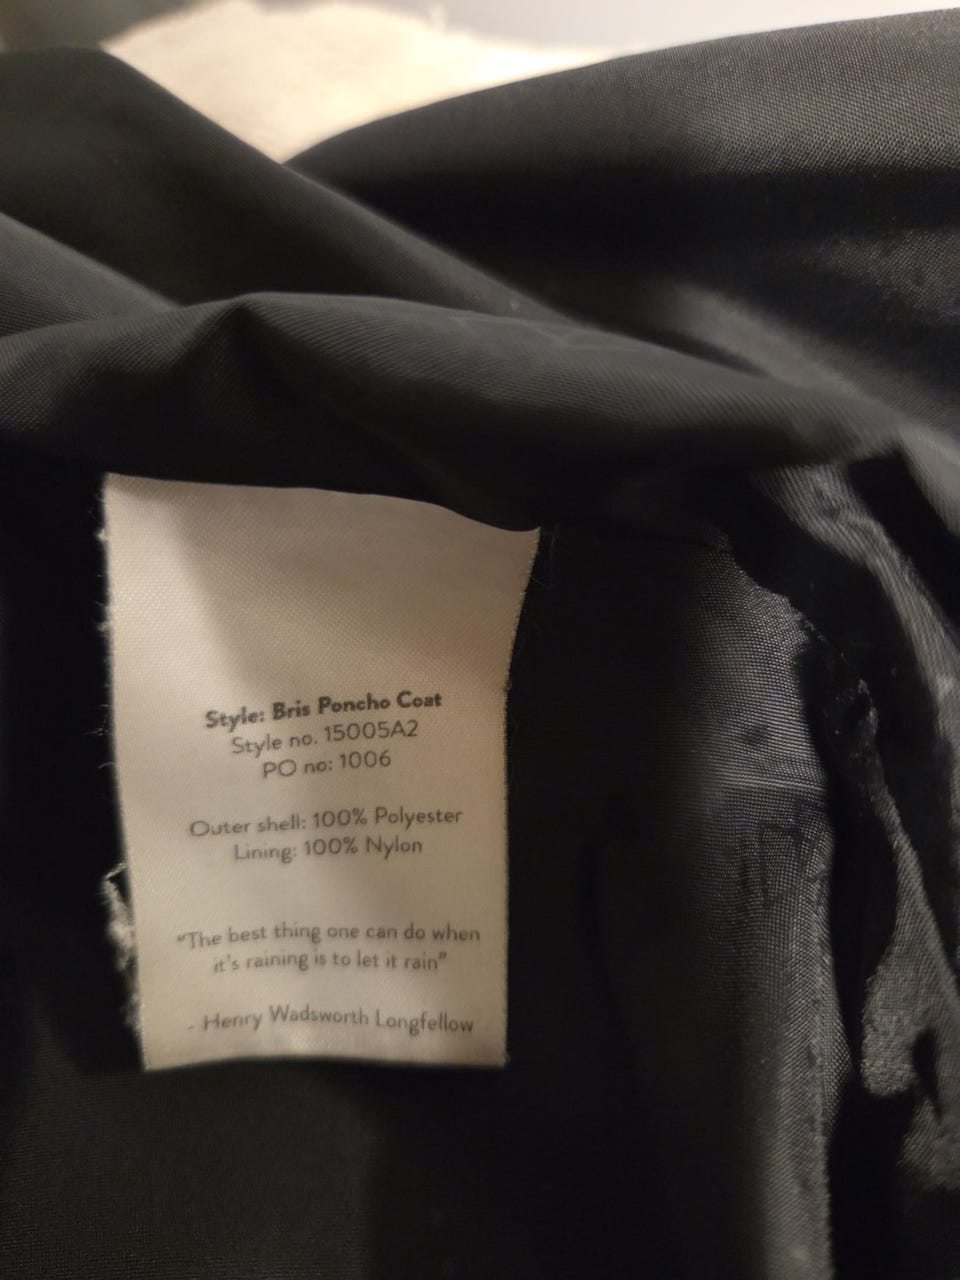 Style: Bris Poncho Coat
Style no. 15005A2
PO no: 1006
Outer shell: 100% Polyester
Lining: 100% Nylon
"The best thing one can do when
it's raining is to let it rain"
- Henry Wadsworth Longfellow